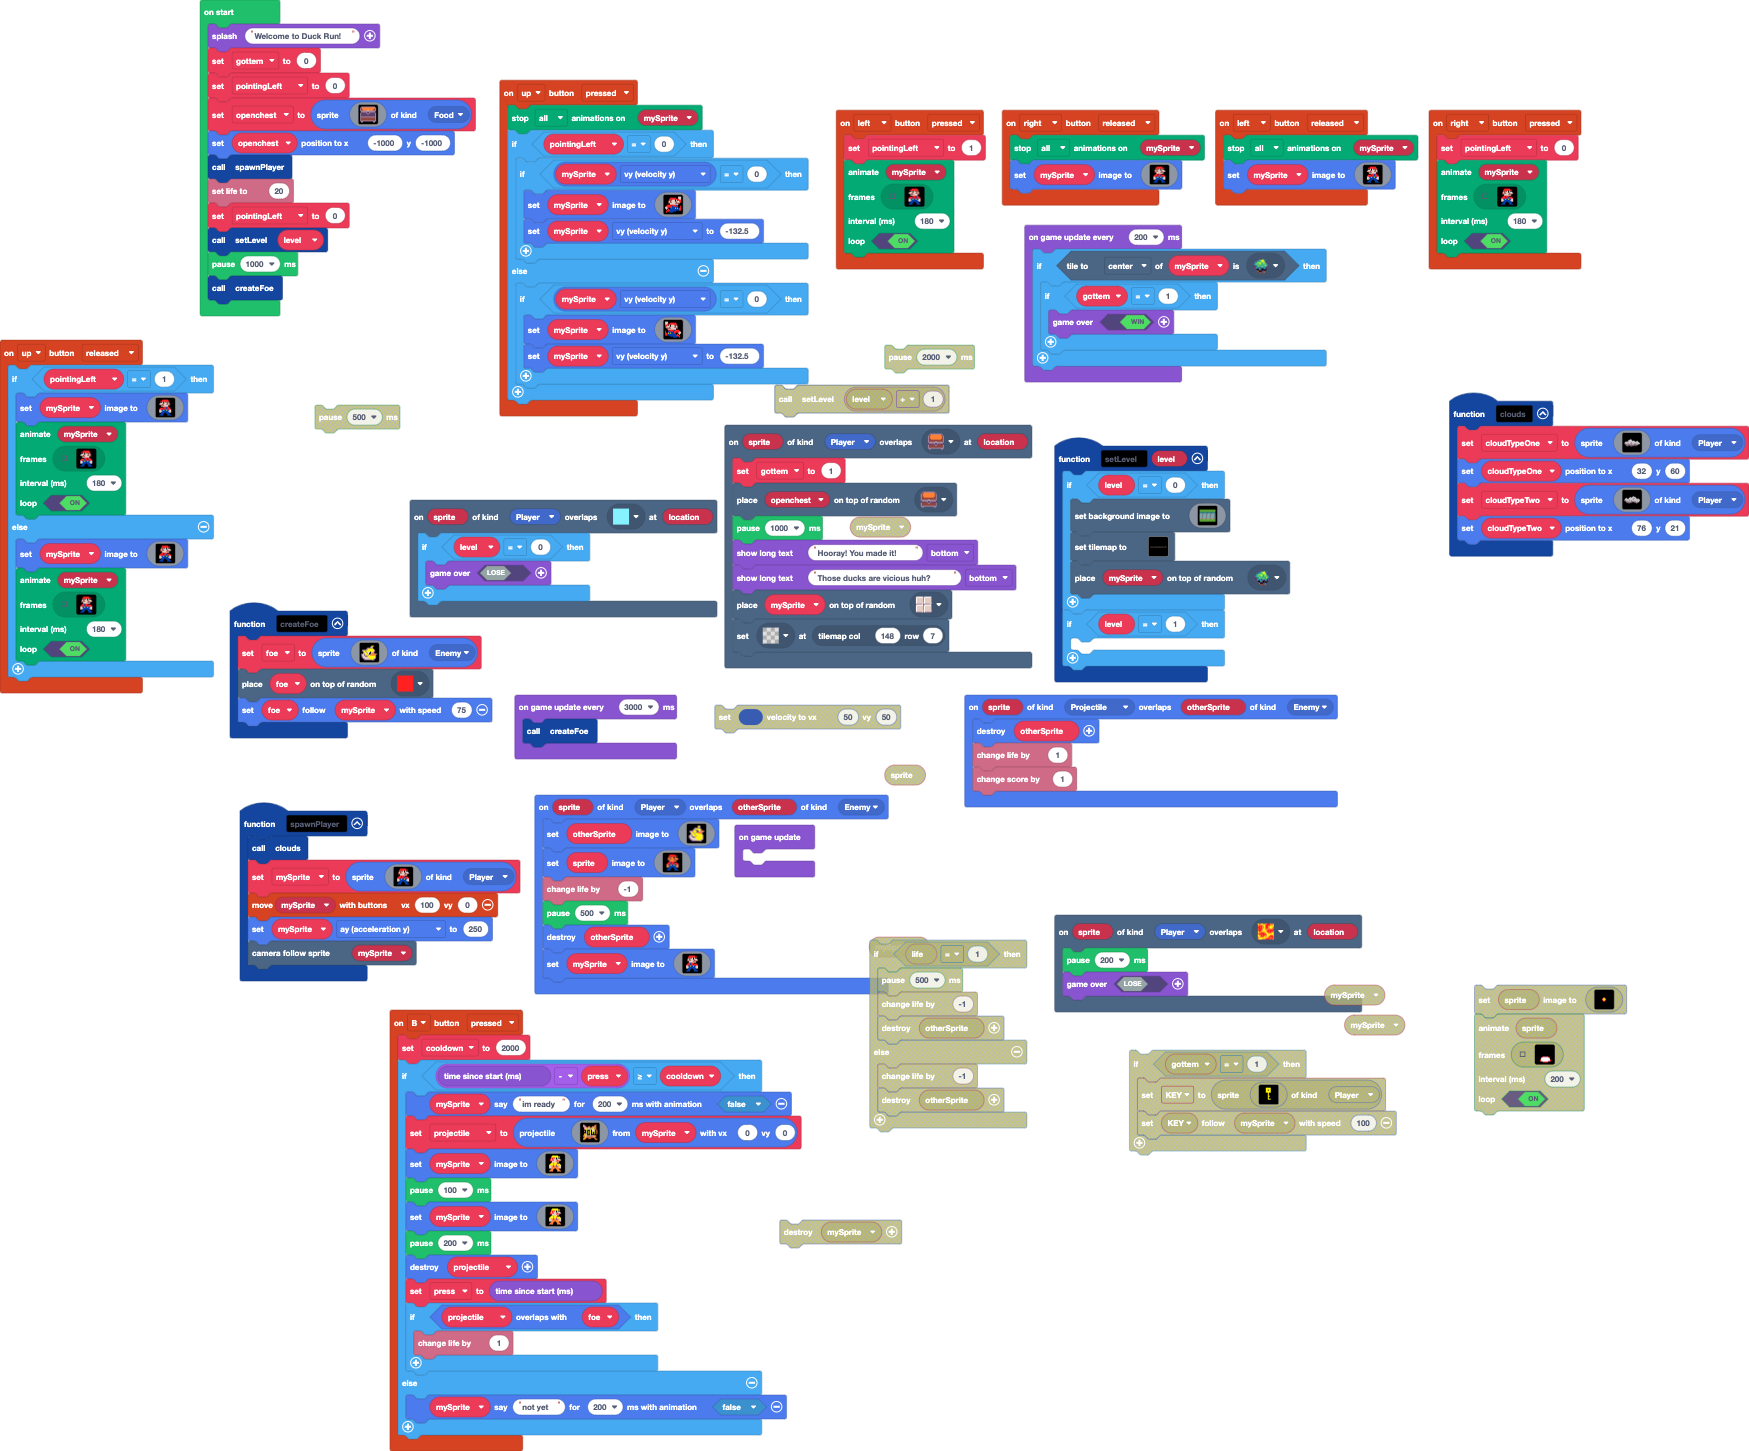 on start
splash "Welcome to Duck Run!"
set gottem to 0
set pointingLeft to 0
set openchest to sprite of kind Food
set openchest position to x -1000 y -1000
call spawnPlayer
set life to 20
set pointingLeft to 0
call setLevel level
pause 1000 ms
call createFoe
on up button pressed
stop all animations on mySprite
if pointingLeft = 0 then
if mySprite vy (velocity y) = 0 then
set mySprite image to
set mySprite vy (velocity y) to -132.5
else
if mySprite vy (velocity y) = 0 then
set mySprite image to
set mySprite vy (velocity y) to -132.5
on left button pressed
set pointingLeft to 1
animate mySprite
frames
interval (ms) 180
loop ON
on right button released
stop all animations on mySprite
set mySprite image to
on left button released
stop all animations on mySprite
set mySprite image to
on right button pressed
set pointingLeft to 0
animate mySprite
frames
interval (ms) 180
loop ON
on game update every 200 ms
if tile to center of mySprite is then
if gottem = 1 then
game over WIN
on up button released
if pointingLeft = 1 then
set mySprite image to
animate mySprite
frames
interval (ms) 180
loop ON
else
set mySprite image to
animate mySprite
frames
interval (ms) 180
loop ON
pause 500 ms
pause 2000 ms
call setLevel level + 1
on sprite of kind Player overlaps at location
set gottem to 1
place openchest on top of random
pause 1000 ms
mySprite
show long text "Hooray! You made it!" bottom
show long text "Those ducks are vicious huh?" bottom
place mySprite on top of random
set at tilemap col 148 row 7
function setLevel level
if level = 0 then
set background image to
set tilemap to
place mySprite on top of random
if level = 1 then
function clouds
set cloudTypeOne to sprite of kind Player
set cloudTypeOne position to x 32 y 60
set cloudTypeTwo to sprite of kind Player
set cloudTypeTwo position to x 76 y 21
on sprite of kind Player overlaps at location
if level = 0 then
game over LOSE
function createFoe
set foe to sprite of kind Enemy
place foe on top of random
set foe follow mySprite with speed 75
on game update every 3000 ms
call createFoe
set velocity to vx 50 vy 50
sprite
on sprite of kind Projectile overlaps otherSprite of kind Enemy
destroy otherSprite
change life by 1
change score by 1
function spawnPlayer
call clouds
set mySprite to sprite of kind Player
move mySprite with buttons vx 100 vy 0
set mySprite ay (acceleration y) to 250
camera follow sprite mySprite
on sprite of kind Player overlaps otherSprite of kind Enemy
set otherSprite image to
set sprite image to
change life by -1
pause 500 ms
destroy otherSprite
set mySprite image to
on game update
if life = 1 then
pause 500 ms
change life by -1
destroy otherSprite
else
change life by -1
destroy otherSprite
on sprite of kind Player overlaps at location
pause 200 ms
game over LOSE
mySprite
mySprite
set sprite image to
animate sprite
frames
interval (ms) 200
loop ON
if gottem = 1 then
set KEY to sprite of kind Player
set KEY follow mySprite with speed 100
on B button pressed
set cooldown to 2000
if time since start (ms) - press ≥ cooldown then
mySprite say "im ready" for 200 ms with animation false
set projectile to projectile from mySprite with vx 0 vy 0
set mySprite image to
pause 100 ms
set mySprite image to
pause 200 ms
destroy projectile
set press to time since start (ms)
if projectile overlaps with foe then
change life by 1
else
mySprite say "not yet" for 200 ms with animation false
destroy mySprite